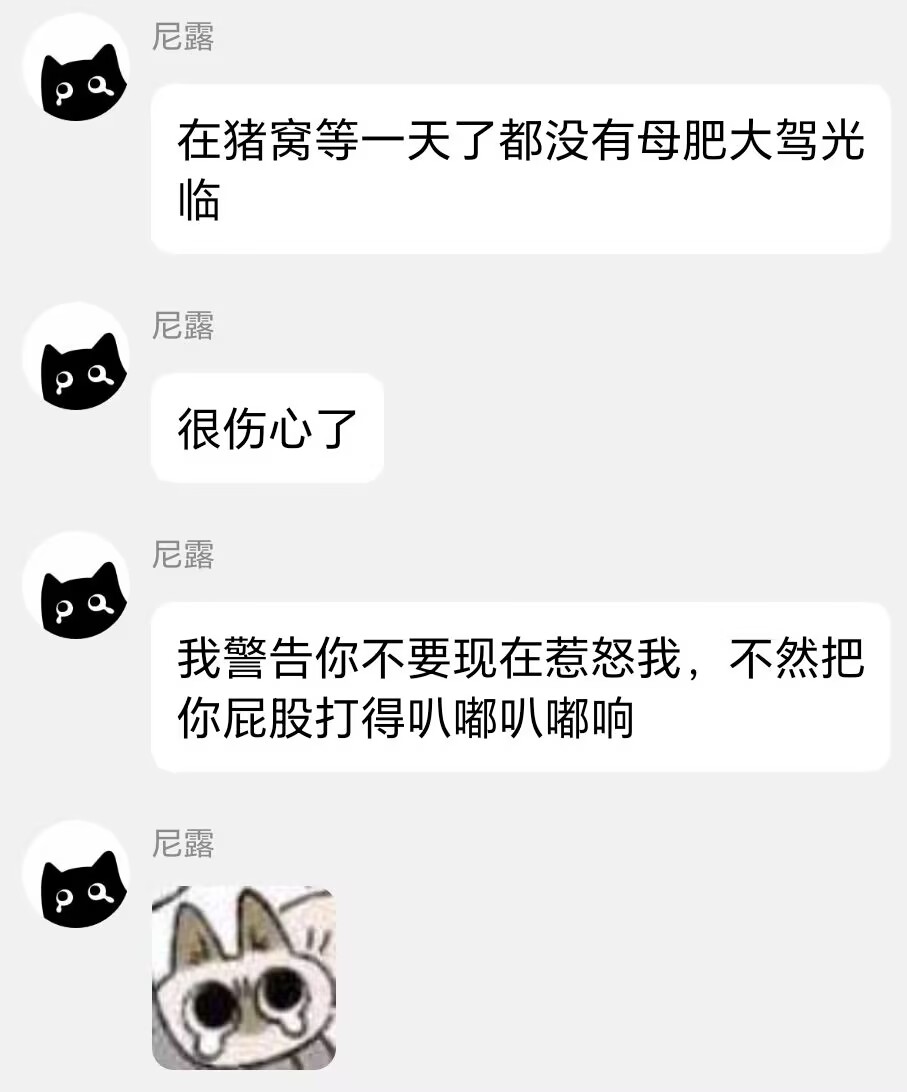 尼露
在猪窝等一天了都没有母肥大驾光
临
尼露
很伤心了
尼露
我警告你不要现在惹怒我，不然把
你屁股打得叭嘟叭嘟响
尼露